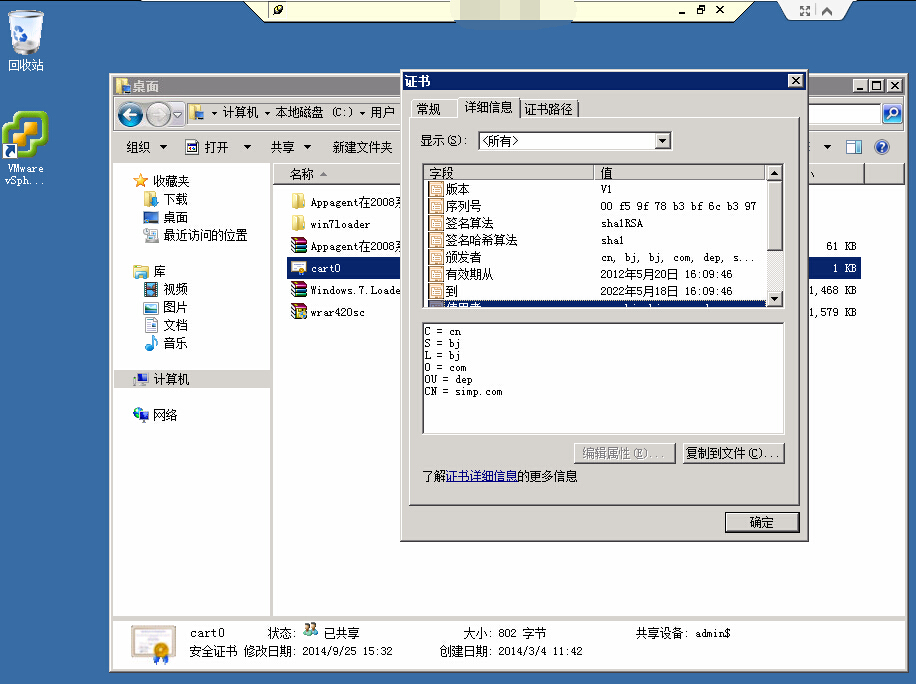 回收站
VMware
vSph...
桌面
计算机 本地磁盘 (C:) 用户
组织 打开 共享 新建文件夹
收藏夹
下载
桌面
最近访问的位置
库
视频
图片
文档
音乐
计算机
网络
名称
Appagent在2008系
win7loader
Appagent在2008系
cart0
Windows.7.Loade
wrar420sc
61 KB
1 KB
1,468 KB
1,579 KB
证书
常规 详细信息 证书路径
显示(S): <所有>
字段 值
版本 V1
序列号 00 f5 9f 78 b3 bf 6c b3 97
签名算法 sha1RSA
签名哈希算法 sha1
颁发者 cn, bj, bj, com, dep, s...
有效期从 2012年5月20日 16:09:46
到 2022年5月18日 16:09:46
C = cn
S = bj
L = bj
O = com
OU = dep
CN = simp.com
编辑属性(E)... 复制到文件(C)...
了解证书详细信息的更多信息
确定
cart0 状态: 已共享 大小: 802 字节 共享设备: admin$
安全证书 修改日期: 2014/9/25 15:32 创建日期: 2014/3/4 11:42